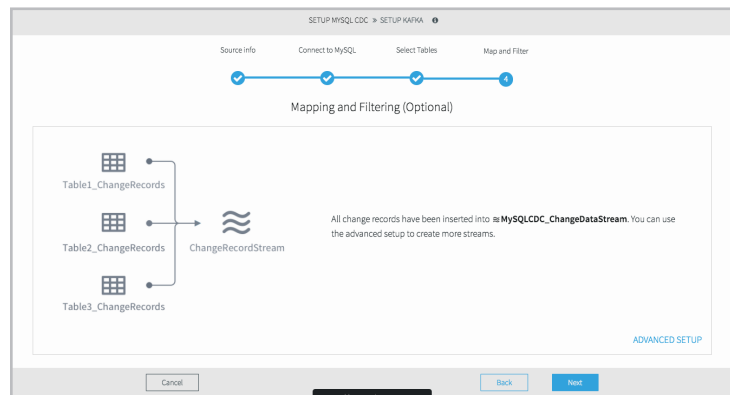 SETUP MYSQL CDC » SETUP KAFKA
Source info
Connect to MySQL
Select Tables
Map and Filter
4
Mapping and Filtering (Optional)
Table1_ChangeRecords
Table2_ChangeRecords
ChangeRecordStream
Table3_ChangeRecords
All change records have been inserted into ≋ MySQLCDC_ChangeDataStream. You can use
the advanced setup to create more streams.
ADVANCED SETUP
Cancel
Back
Next